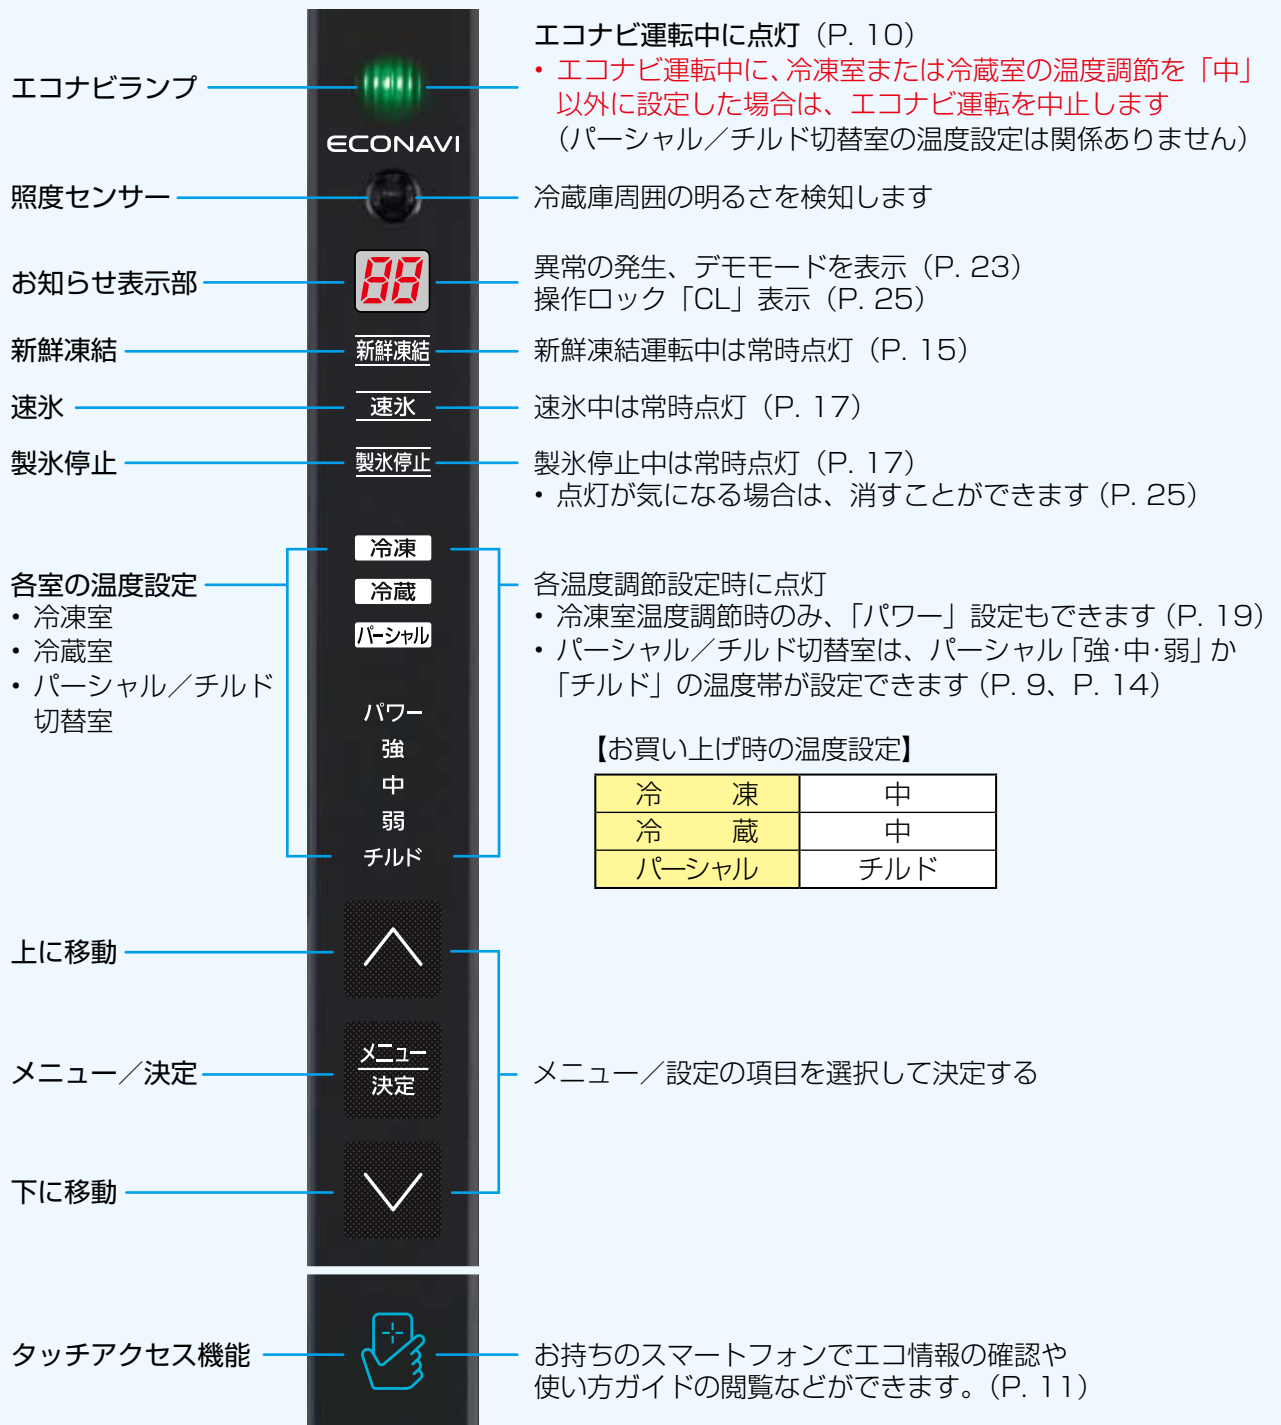 エコナビランプ
ECONAVI
エコナビ運転中に点灯（P. 10）
• エコナビ運転中に、冷凍室または冷蔵室の温度調節を「中」
以外に設定した場合は、エコナビ運転を中止します
（パーシャル／チルド切替室の温度設定は関係ありません）
照度センサー
冷蔵庫周囲の明るさを検知します
お知らせ表示部
88
異常の発生、デモモードを表示（P. 23）
操作ロック「CL」表示（P. 25）
新鮮凍結
新鮮凍結
新鮮凍結運転中は常時点灯（P. 15）
速氷
速氷
速氷中は常時点灯（P. 17）
製氷停止
製氷停止
製氷停止中は常時点灯（P. 17）
• 点灯が気になる場合は、消すことができます（P. 25）
各室の温度設定
• 冷凍室
• 冷蔵室
• パーシャル／チルド
切替室
冷凍
冷蔵
パーシャル
パワー
強
中
弱
チルド
各温度調節設定時に点灯
• 冷凍室温度調節時のみ、「パワー」設定もできます（P. 19）
• パーシャル／チルド切替室は、パーシャル「強・中・弱」か
「チルド」の温度帯が設定できます（P. 9、P. 14）
【お買い上げ時の温度設定】
冷　凍　中
冷　蔵　中
パーシャル　チルド
上に移動
メニュー／決定
メニュー
決定
メニュー／設定の項目を選択して決定する
下に移動
タッチアクセス機能
お持ちのスマートフォンでエコ情報の確認や
使い方ガイドの閲覧などができます。（P. 11）